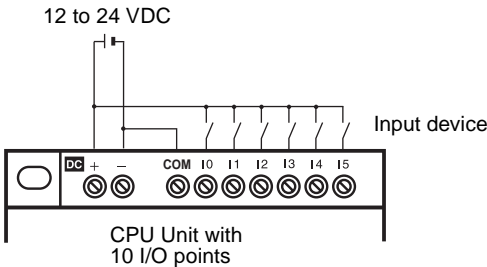 12 to 24 VDC
Input device
DC + − COM I0 I1 I2 I3 I4 I5
CPU Unit with
10 I/O points